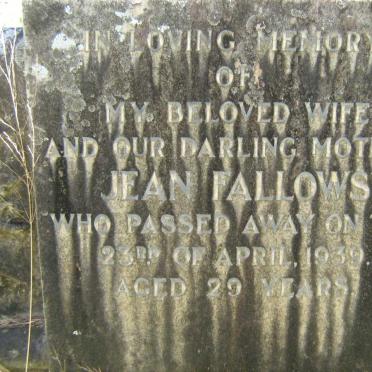 IN LOVING MEMORY
OF
MY BELOVED WIFE
AND OUR DARLING MOT
JEAN FALLOWS
WHO PASSED AWAY ON
23RD OF APRIL, 1939.
AGED 29 YEARS